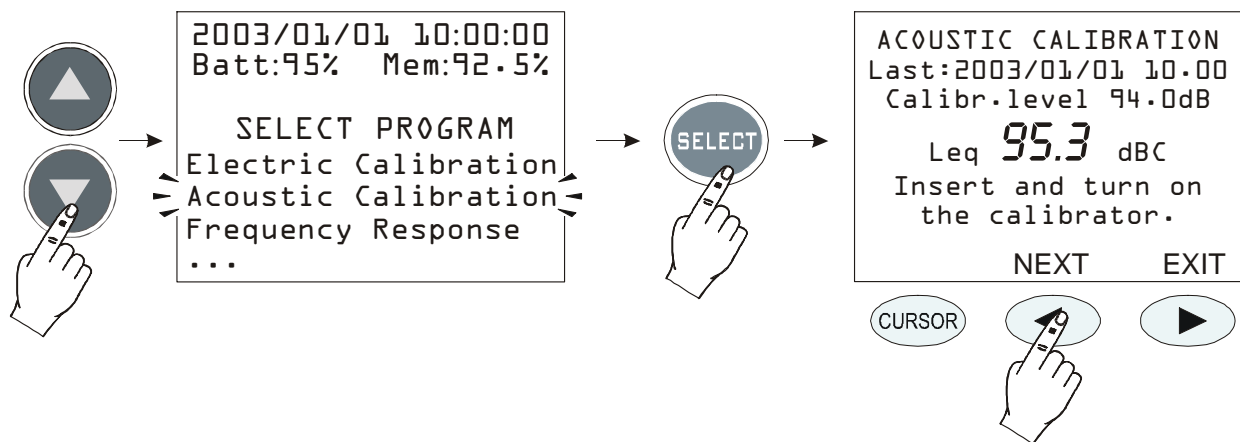 2003/01/01 10:00:00
Batt:95% Mem:92.5%
SELECT PROGRAM
Electric Calibration
Acoustic Calibration
Frequency Response
...
SELECT
ACOUSTIC CALIBRATION
Last:2003/01/01 10.00
Calibr.level 94.0dB
Leq 95.3 dBC
Insert and turn on
the calibrator.
NEXT EXIT
CURSOR